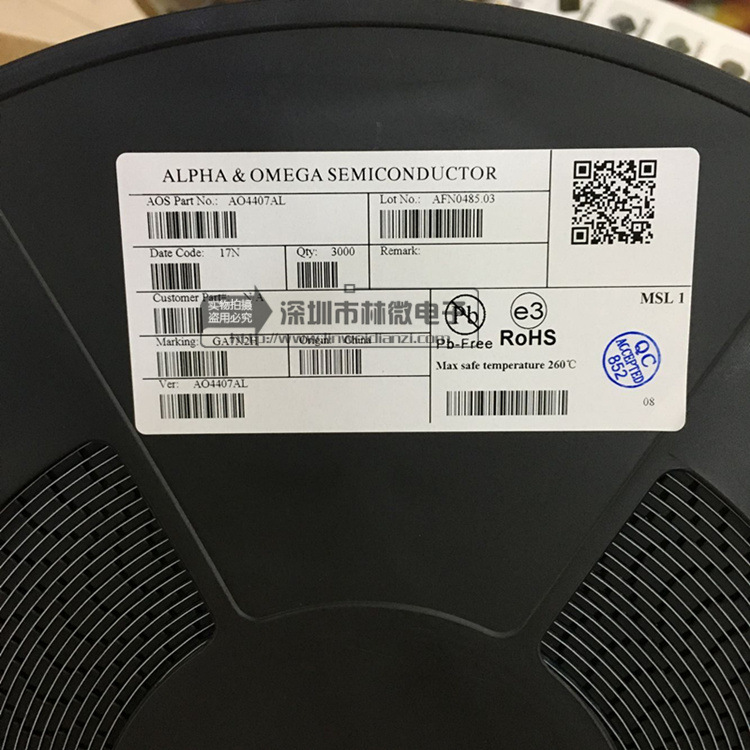 ALPHA & OMEGA SEMICONDUCTOR
AOS Part No.: AO4407AL
Lot No.: AFN0485.03
Date Code: 17N
Qty: 3000
Remark:
Customer Part
实物拍摄
盗用必究
深圳市林微电子
Pb
e3
MSL 1
Pb-Free
RoHS
Marking:
Origin: China
Max safe temperature 260℃
QC
ACCEPTED
852
Ver: AO4407AL
08